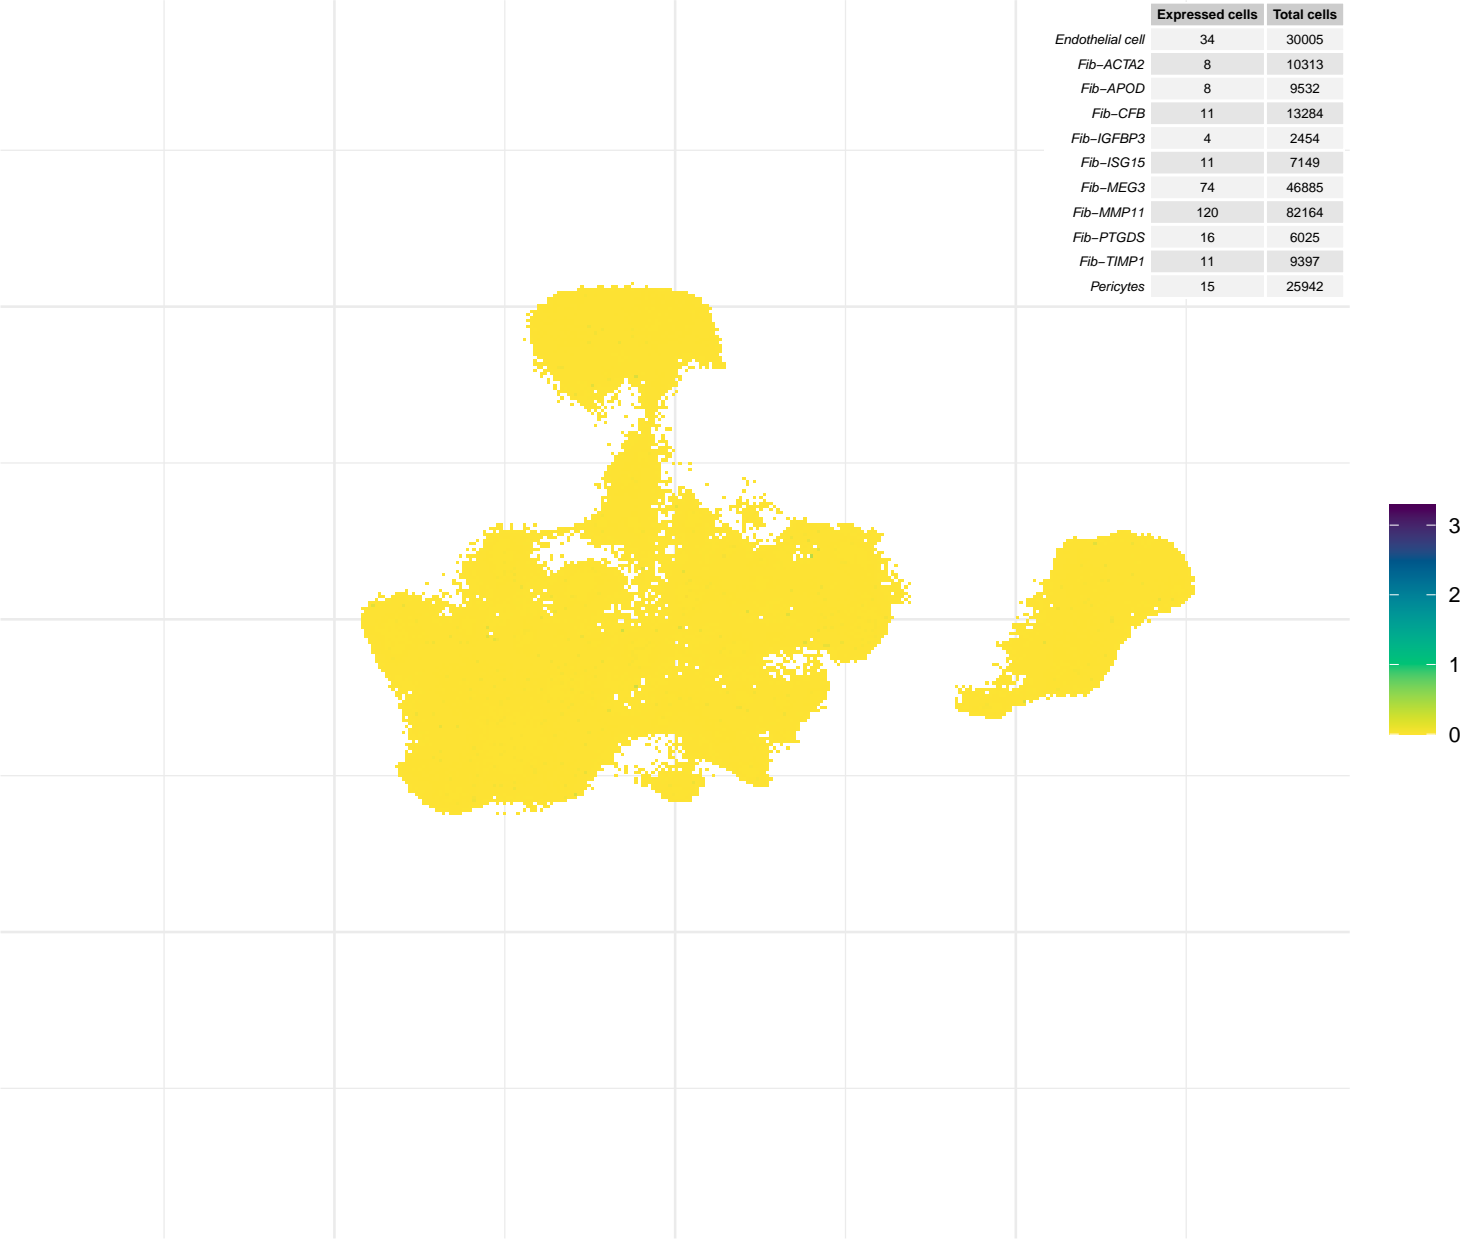 Expressed cells Total cells
Endothelial cell 34 30005
Fib−ACTA2 8 10313
Fib−APOD 8 9532
Fib−CFB 11 13284
Fib−IGFBP3 4 2454
Fib−ISG15 11 7149
Fib−MEG3 74 46885
Fib−MMP11 120 82164
Fib−PTGDS 16 6025
Fib−TIMP1 11 9397
Pericytes 15 25942
3
2
1
0